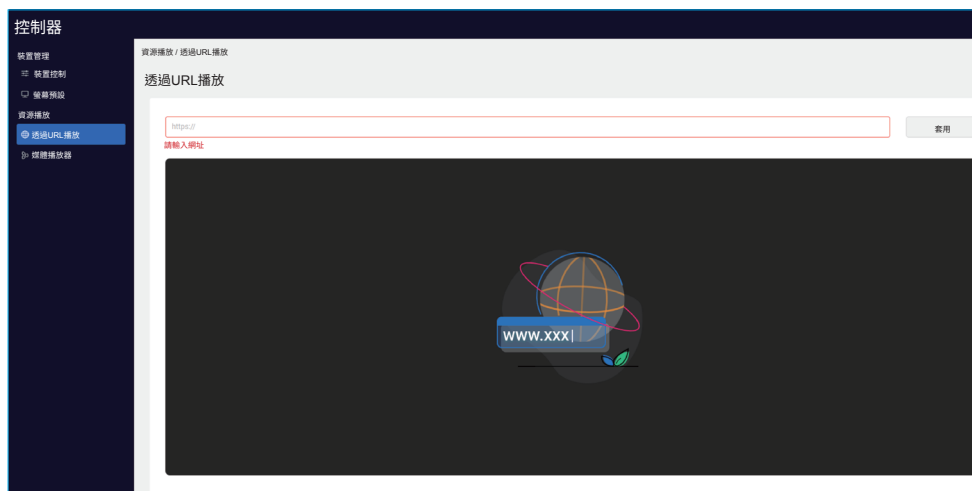 控制器
裝置管理
裝置控制
螢幕預設
資源播放
透過URL播放
媒體播放器
資源播放 / 透過URL播放
透過URL播放
https://
套用
請輸入網址
WWW.XXX